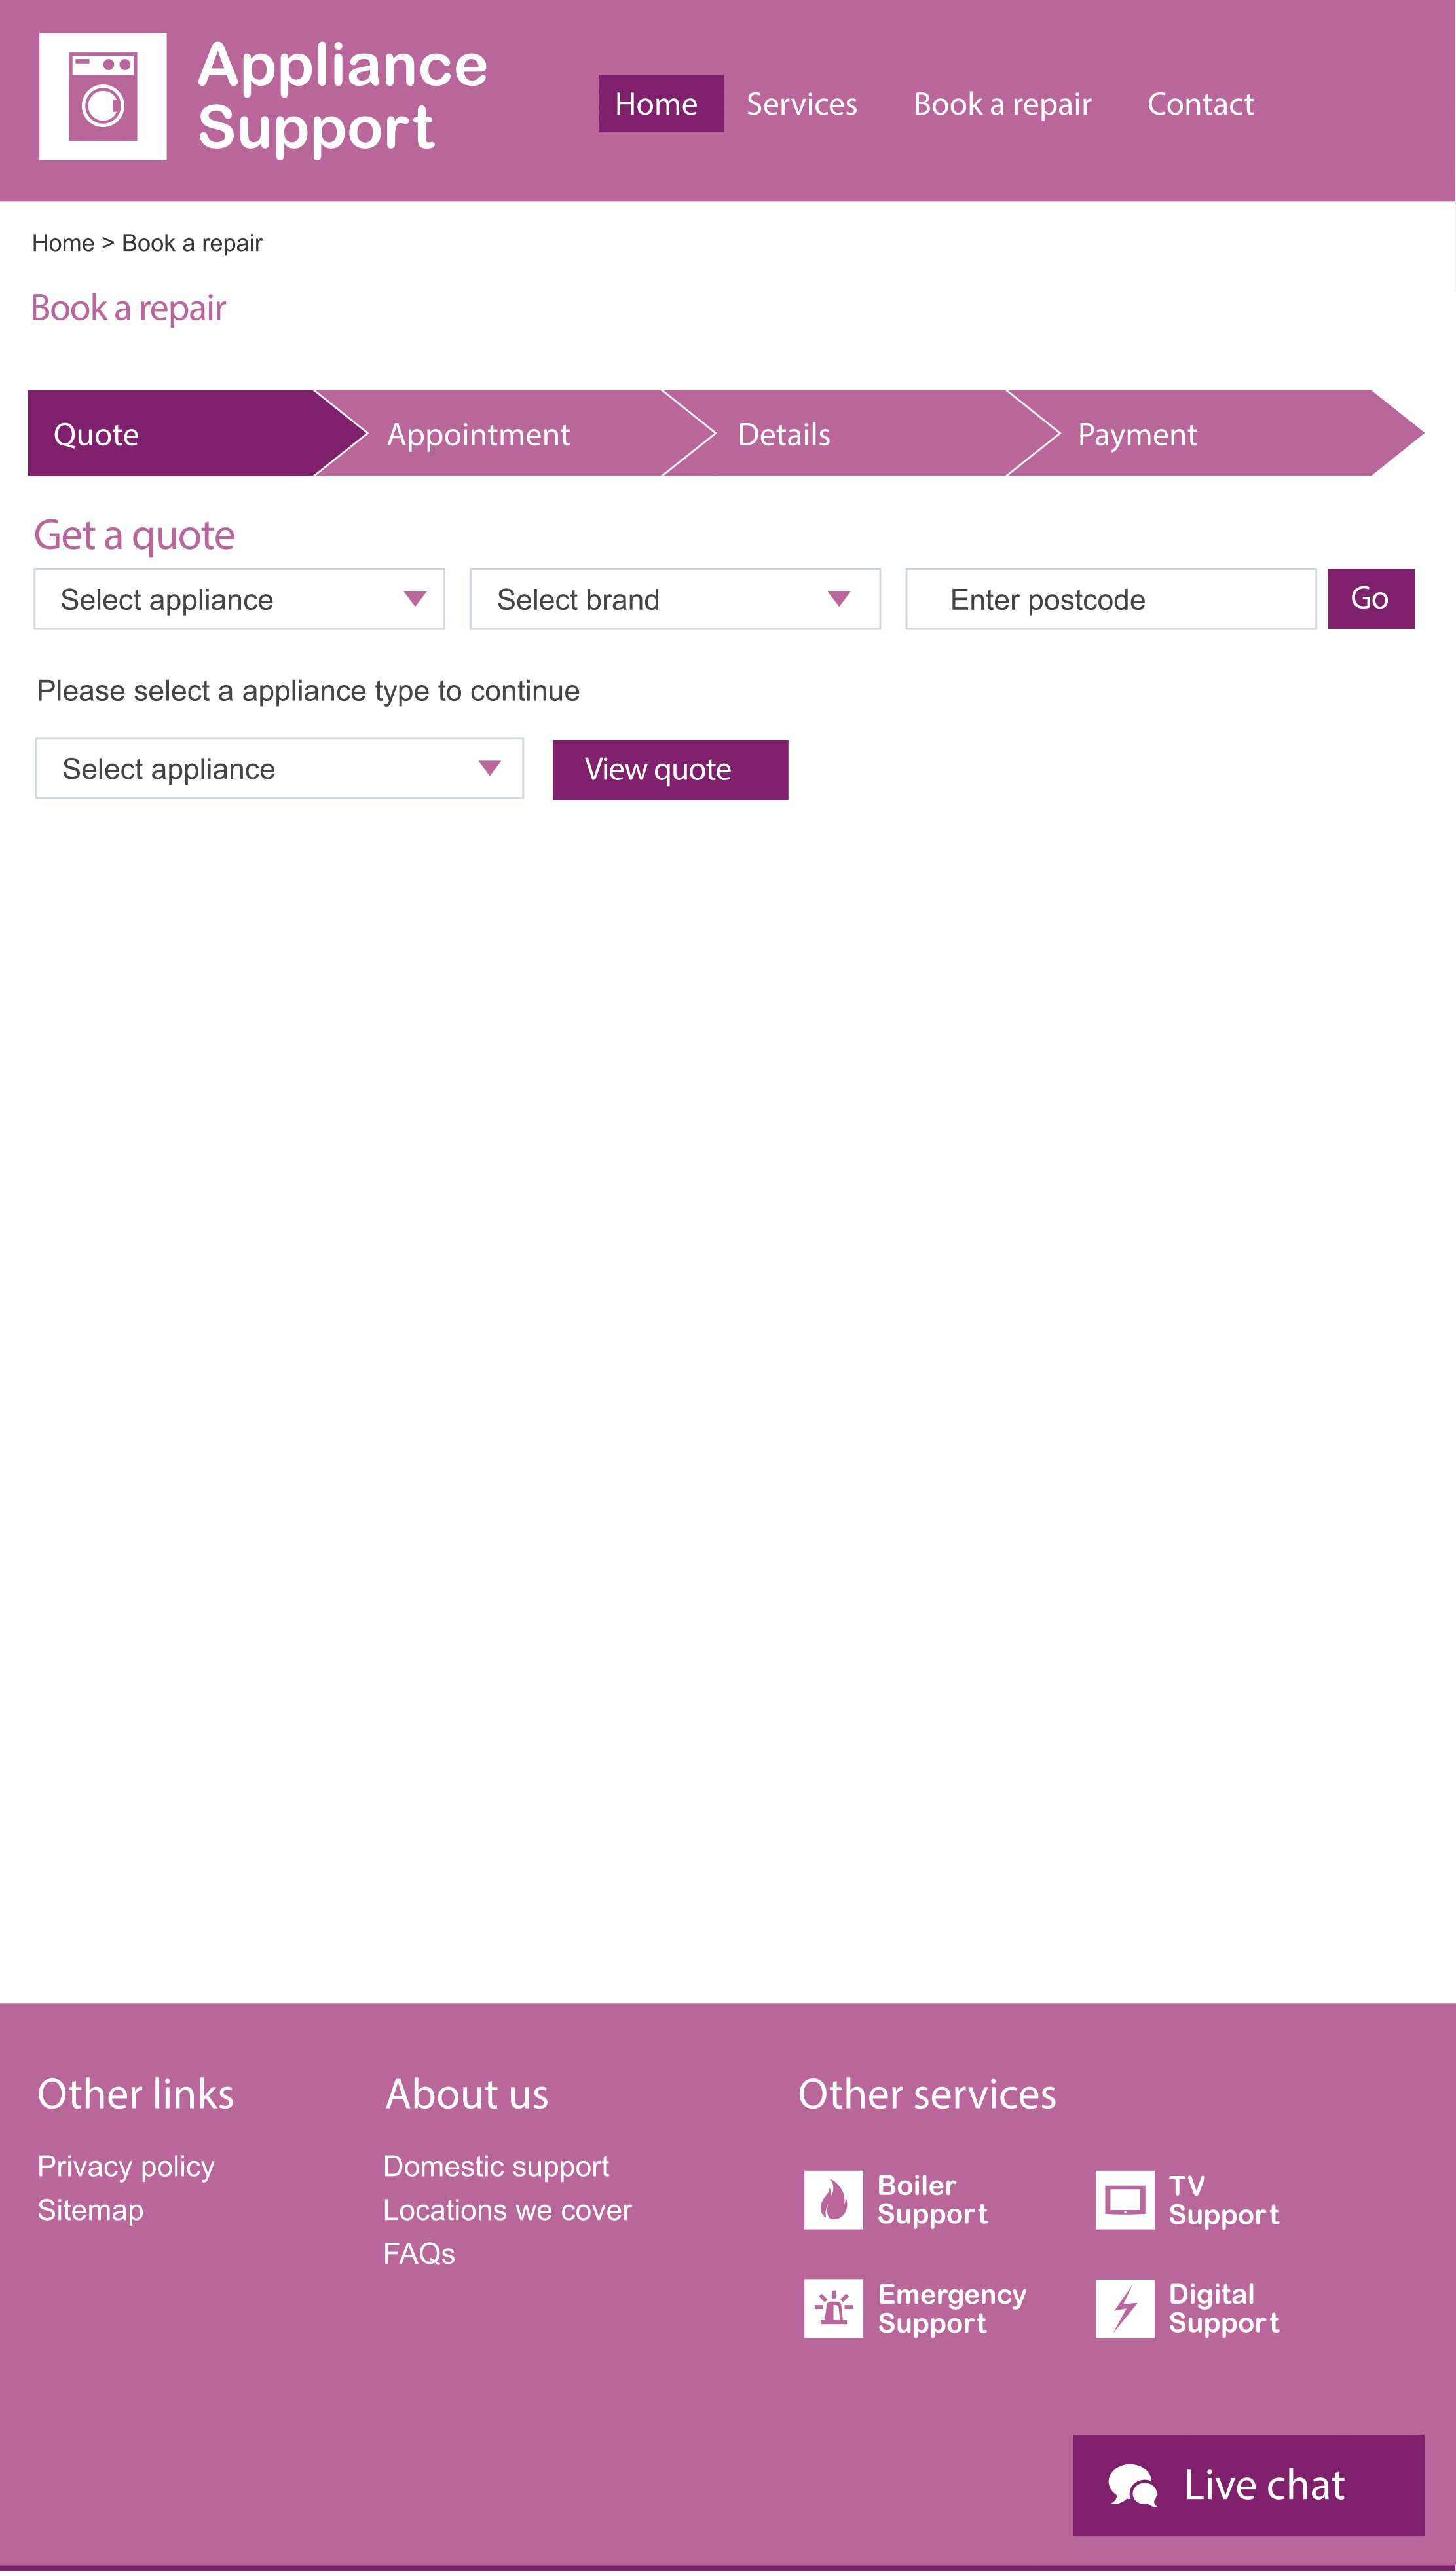 Appliance
Support
Home Services Book a repair Contact
Home > Book a repair
Book a repair
Quote Appointment Details Payment
Get a quote
Select appliance Select brand Enter postcode Go
Please select a appliance type to continue
Select appliance View quote
Other links
Privacy policy
Sitemap
About us
Domestic support
Locations we cover
FAQs
Other services
Boiler
Support
TV
Support
Emergency
Support
Digital
Support
Live chat